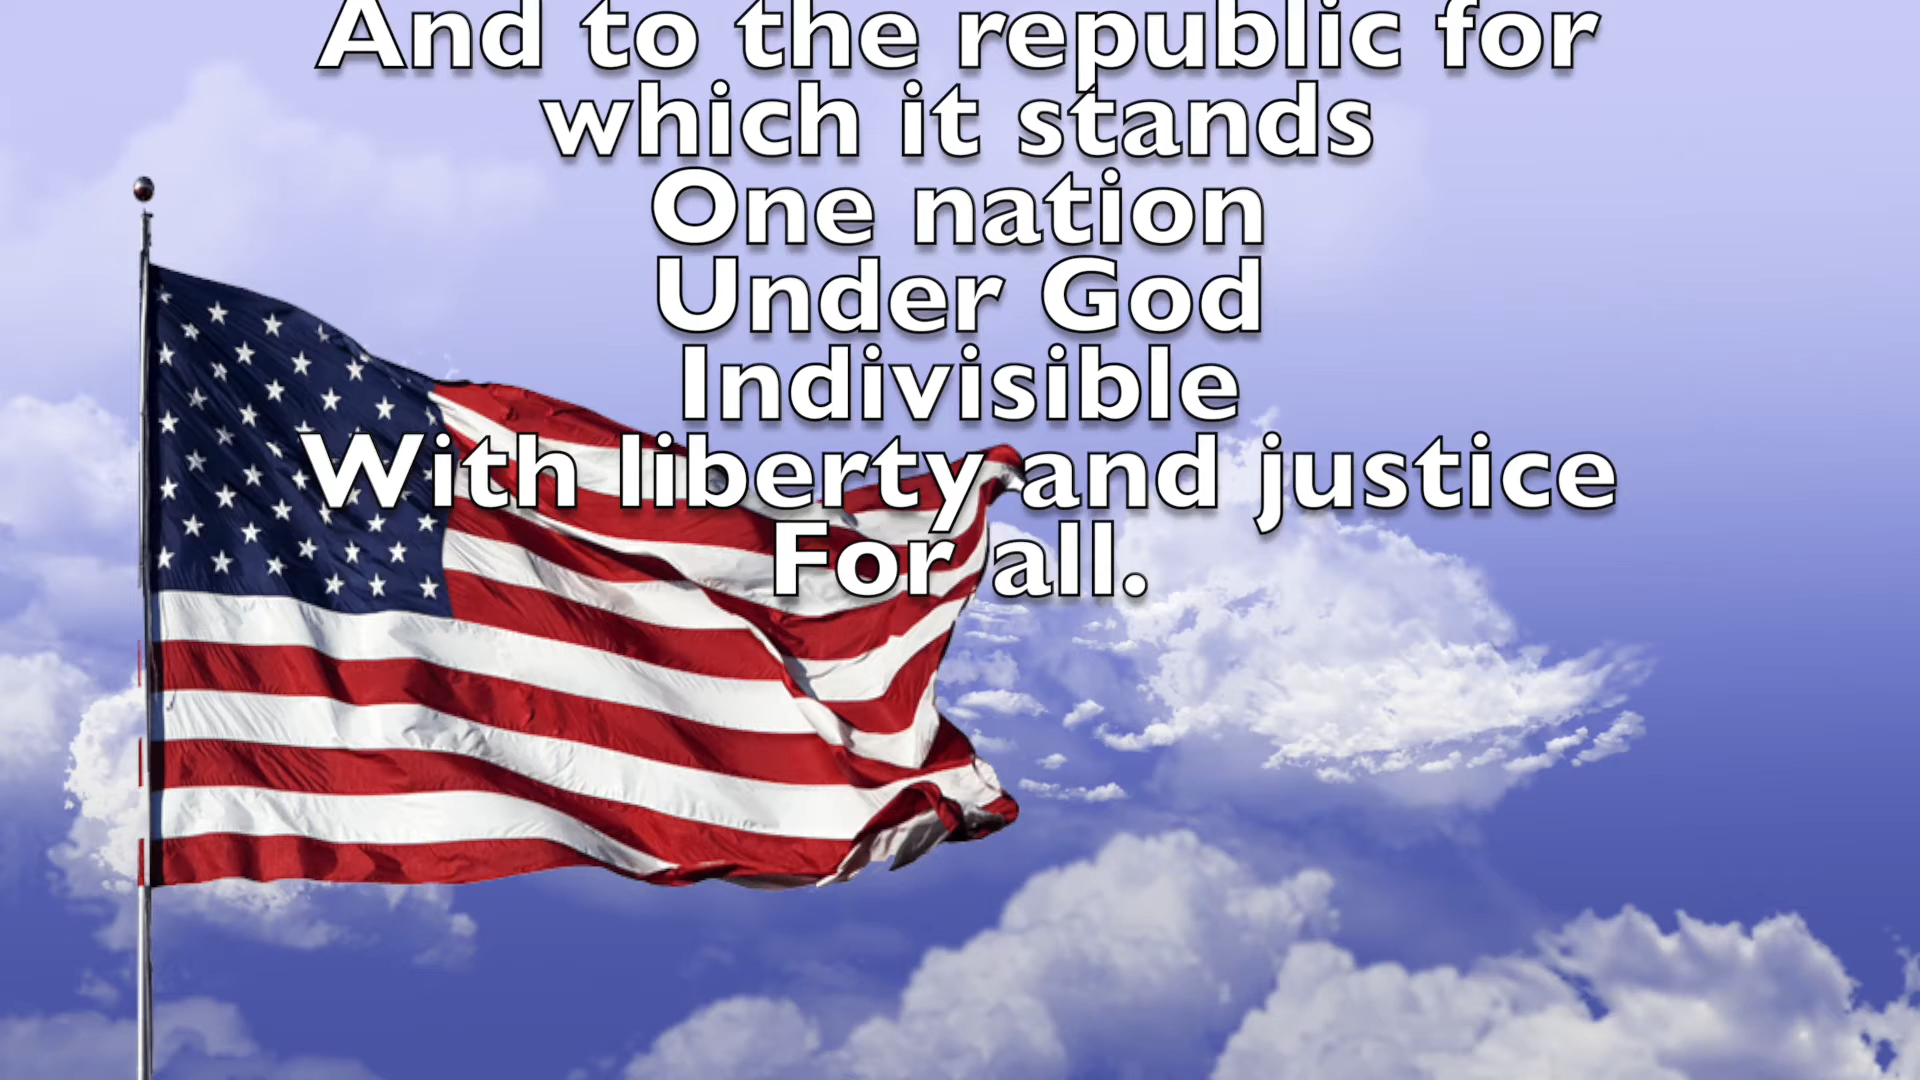 And to the republic for
which it stands
One nation
Under God
Indivisible
With liberty and justice
For all.